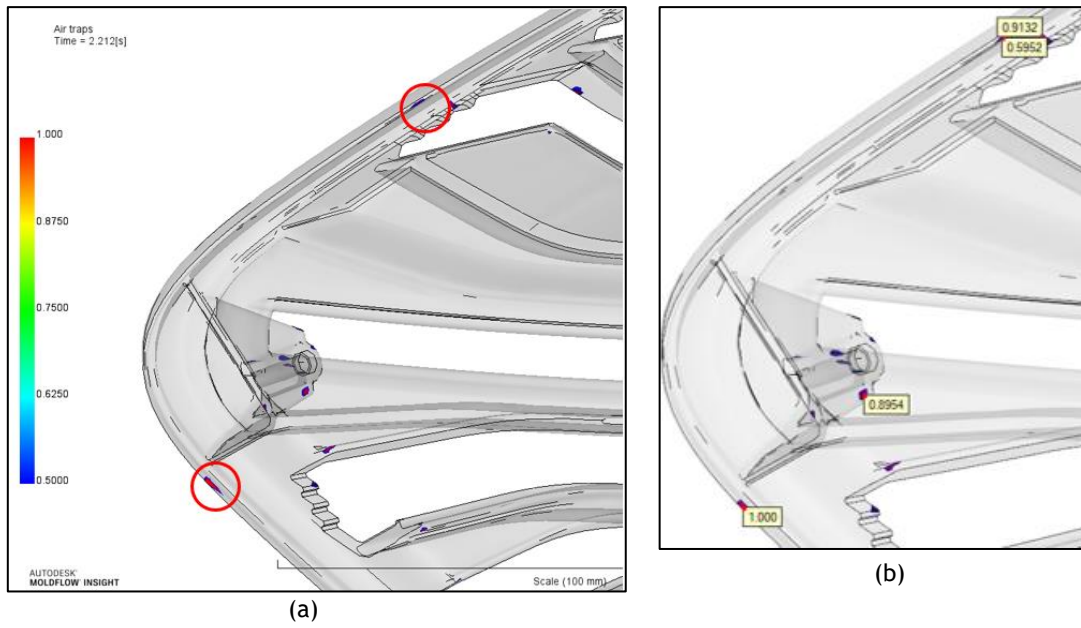 Air traps
Time = 2.212[s]
1.000
0.8750
0.7500
0.6250
0.5000
AUTODESK®
MOLDFLOW® INSIGHT
Scale (100 mm)
(a)
0.9132
0.5952
0.8954
1.000
(b)